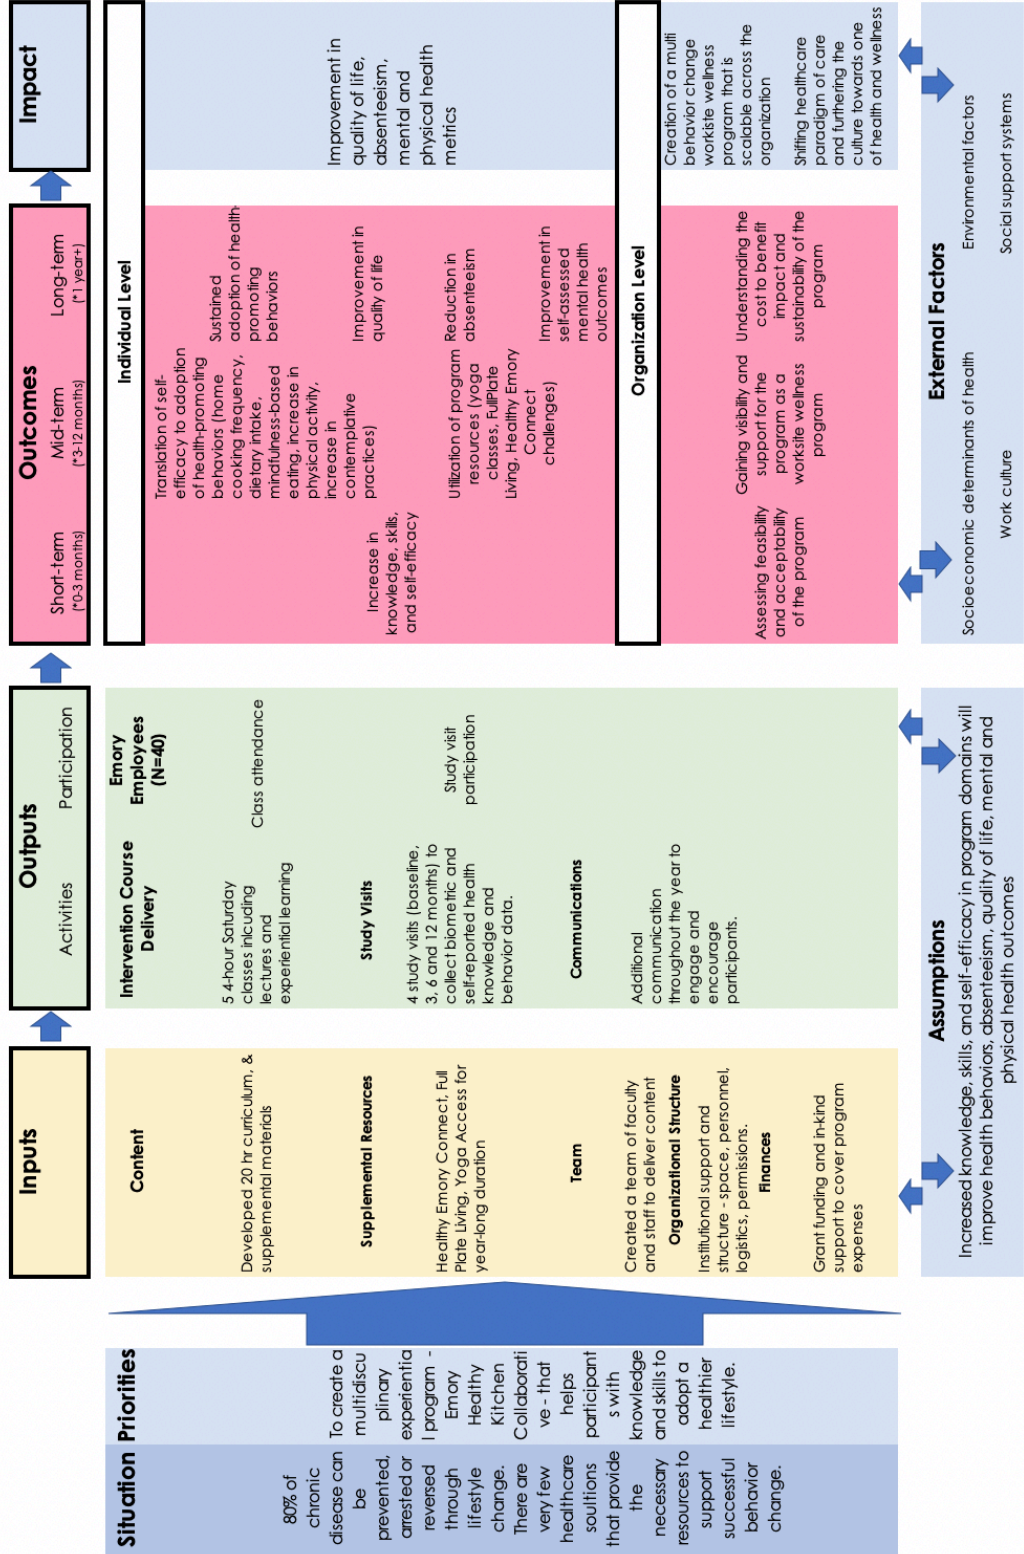 Situation
80% of
chronic
disease can
be
prevented,
arrested or
reversed
through
lifestyle
change.
There are
very few
healthcare
soultions
that provide
the
necessary
resources to
support
successful
behavior
change.
Priorities
To create a
multidiscu
plinary
experientia
l program -
Emory
Healthy
Kitchen
Collaborati
ve - that
helps
participant
s with
knowledge
and skills to
adopt a
healthier
lifestyle.
Inputs
Content
Developed 20 hr curriculum, &
supplemental materials
Supplemental Resources
Healthy Emory Connect, Full
Plate Living, Yoga Access for
year-long duration
Team
Created a team of faculty
and staff to deliver content
Organizational Structure
Institutional support and
structure - space, personnel,
logistics, permissions.
Finances
Grant funding and in-kind
support to cover program
expenses
Outputs
Activities
Participation
Intervention Course
Delivery
5 4-hour Saturday
classes inlcuding
lectures and
experiential learning
Study Visits
4 study visits (baseline,
3, 6 and 12 months) to
collect biometric and
self-reported health
knowledge and
behavior data.
Communications
Additional
communication
throughout the year to
engage and
encourage
participants.
Emory
Employees
(N=40)
Class attendance
Study visit
participation
Outcomes
Short-term
(*0-3 months)
Mid-term
(*3-12 months)
Long-term
(*1 year+)
Impact
Individual Level
Increase in
knowledge, skills,
and self-efficacy
Translation of self-
efficacy to adoption
of health-promoting
behaviors (home
cooking frequency,
dietary intake,
mindfulness-based
eating, increase in
physical activity,
increase in
contemplative
practices)
Utilization of program
resources (yoga
classes, FullPlate
Living, Healthy Emory
Connect
challenges)
Sustained
adoption of health-
promoting
behaviors
Improvement in
quality of life
Reduction in
absenteeism
Improvement in
self-assessed
mental health
outcomes
Improvement in
quality of life,
absenteeism,
mental and
physical health
metrics
Organization Level
Assessing feasibility
and acceptability
of the program
Gaining visibility and
support for the
program as a
worksite wellness
program
Understanding the
cost to benefit
impact and
sustainability of the
program
Creation of a multi
behavior change
workiste wellness
program that is
scalable across the
organization
Shifting healthcare
paradigm of care
and furthering the
culture towards one
of health and wellness
Assumptions
Increased knowledge, skills, and self-efficacy in program domains will
improve health behaviors, absenteeism, quality of life, mental and
physical health outcomes
External Factors
Socioeconomic determinants of health
Environmental factors
Work culture
Social support systems